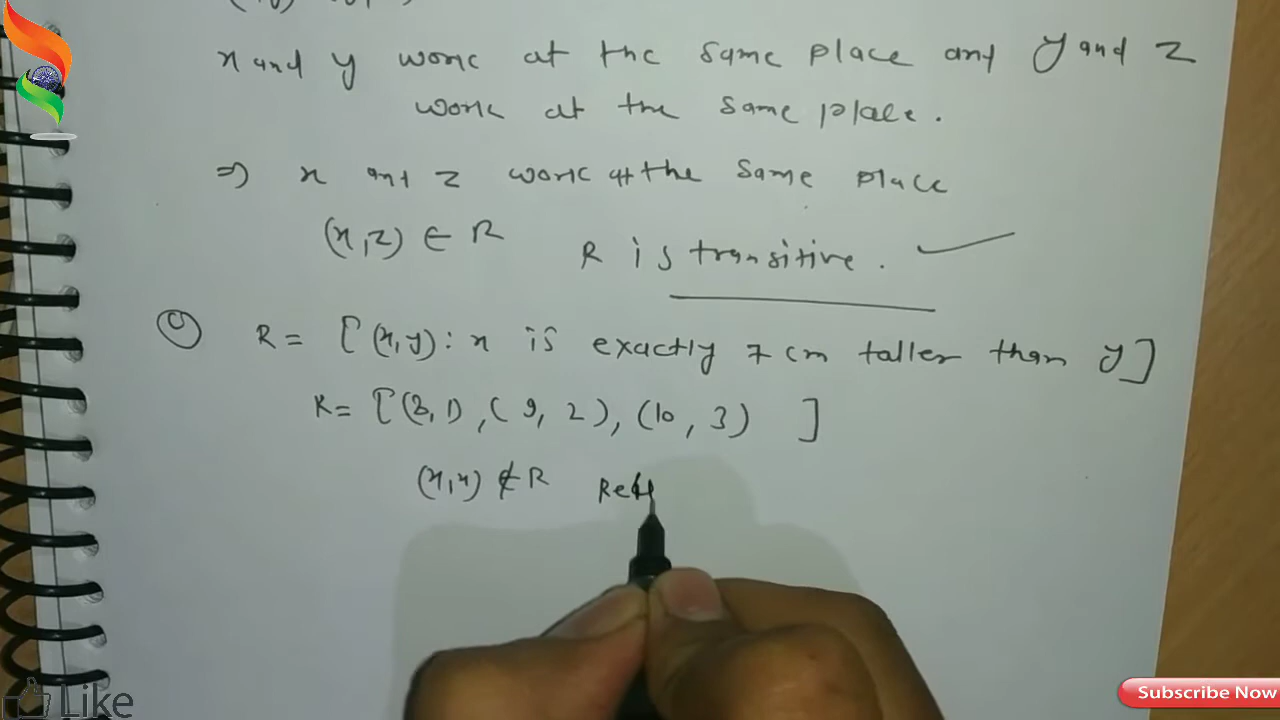 x and y work at the same place and y and z
work at the same place.
⇒ x and z work at the same place
(x,z) ∈ R R is transitive.
R = [(x,y): x is exactly 7 cm taller than y]
R = [(8,1), (9, 2), (10, 3) ]
(x,x) ∉ R Refl
Like
Subscribe Now